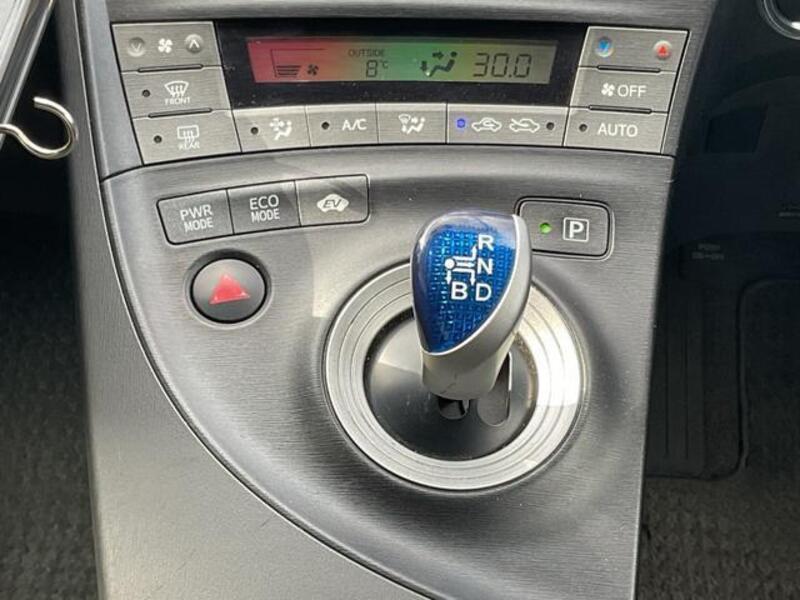 OUTSIDE
8°C
30.0
FRONT
OFF
REAR
A/C
AUTO
PWR MODE
ECO MODE
EV
P
R
N
B D